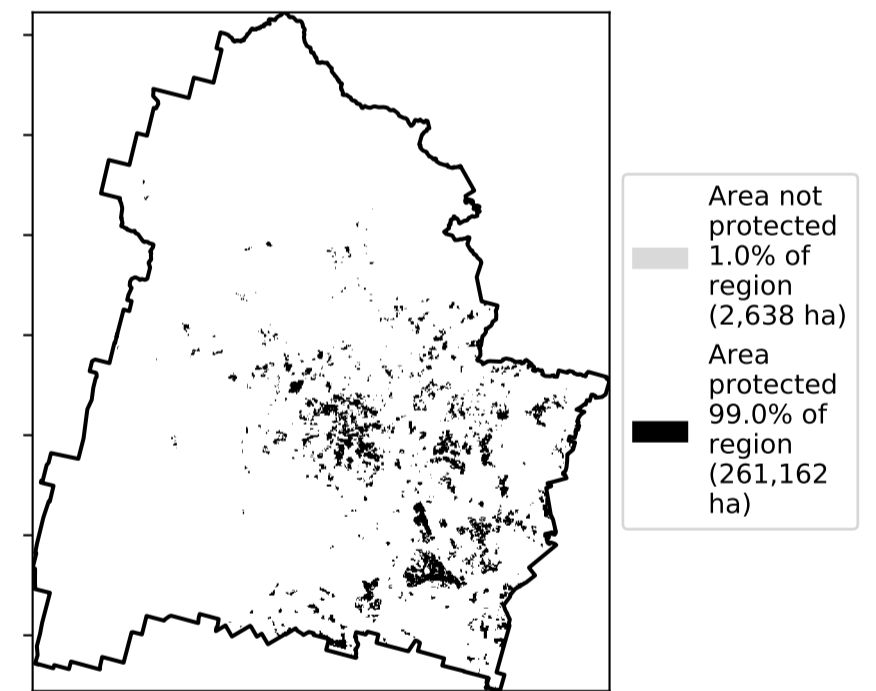 Area not
protected
1.0% of
region
(2,638 ha)
Area
protected
99.0% of
region
(261,162
ha)